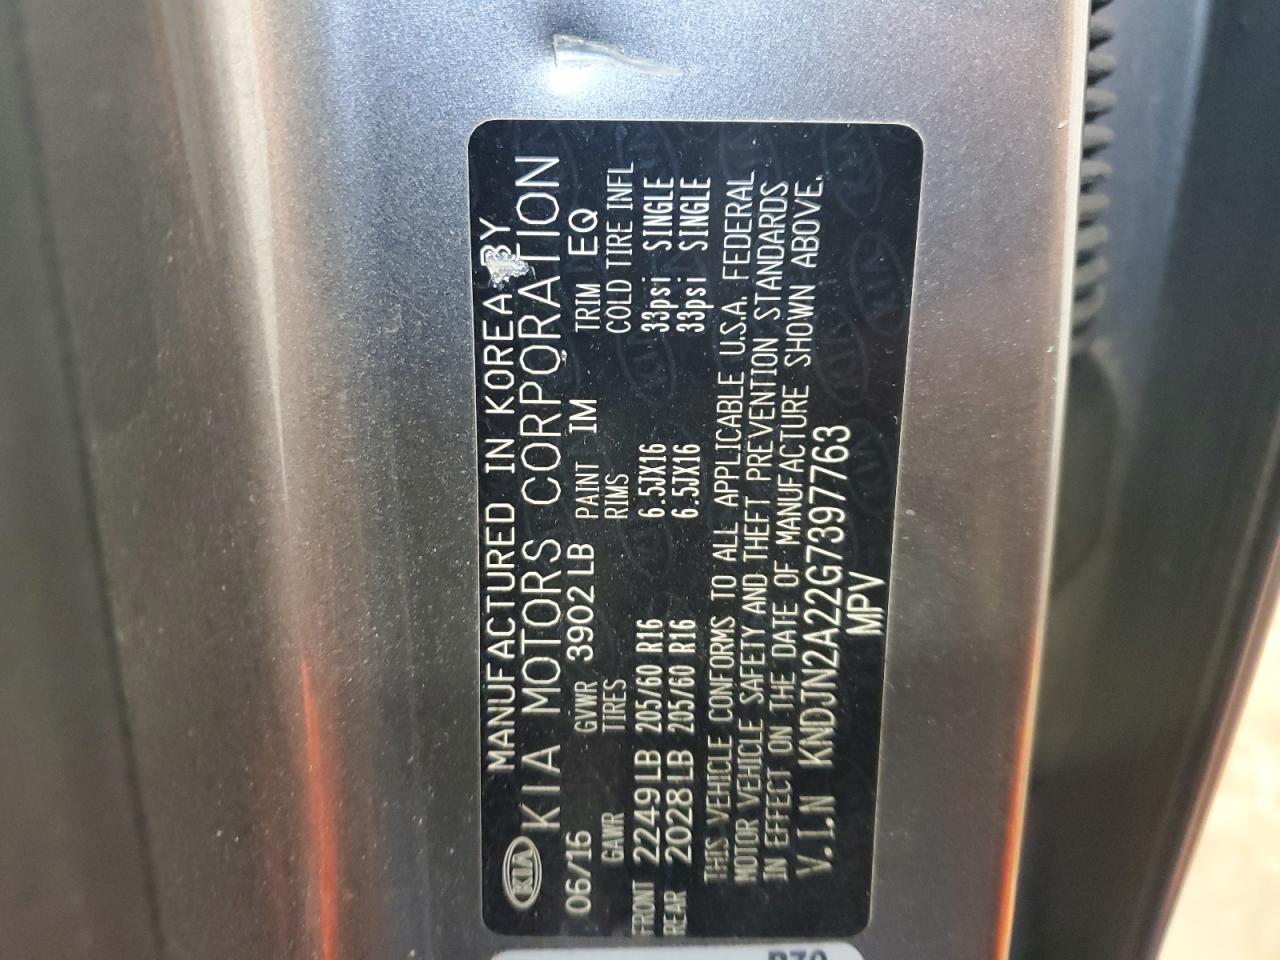 MANUFACTURED IN KOREA BY
KIA KIA MOTORS CORPORATION
06/16 GVWR 3902LB PAINT IM TRIM EQ
GAWR TIRES RIMS COLD TIRE INFL
FRONT 2249LB 205/60 R16 6.5JX16 33psi SINGLE
REAR 2028LB 205/60 R16 6.5JX16 33psi SINGLE
THIS VEHICLE CONFORMS TO ALL APPLICABLE U.S.A. FEDERAL
MOTOR VEHICLE SAFETY AND THEFT PREVENTION STANDARDS
IN EFFECT ON THE DATE OF MANUFACTURE SHOWN ABOVE.
V.I.N KNDJN2A22G7397763
MPV